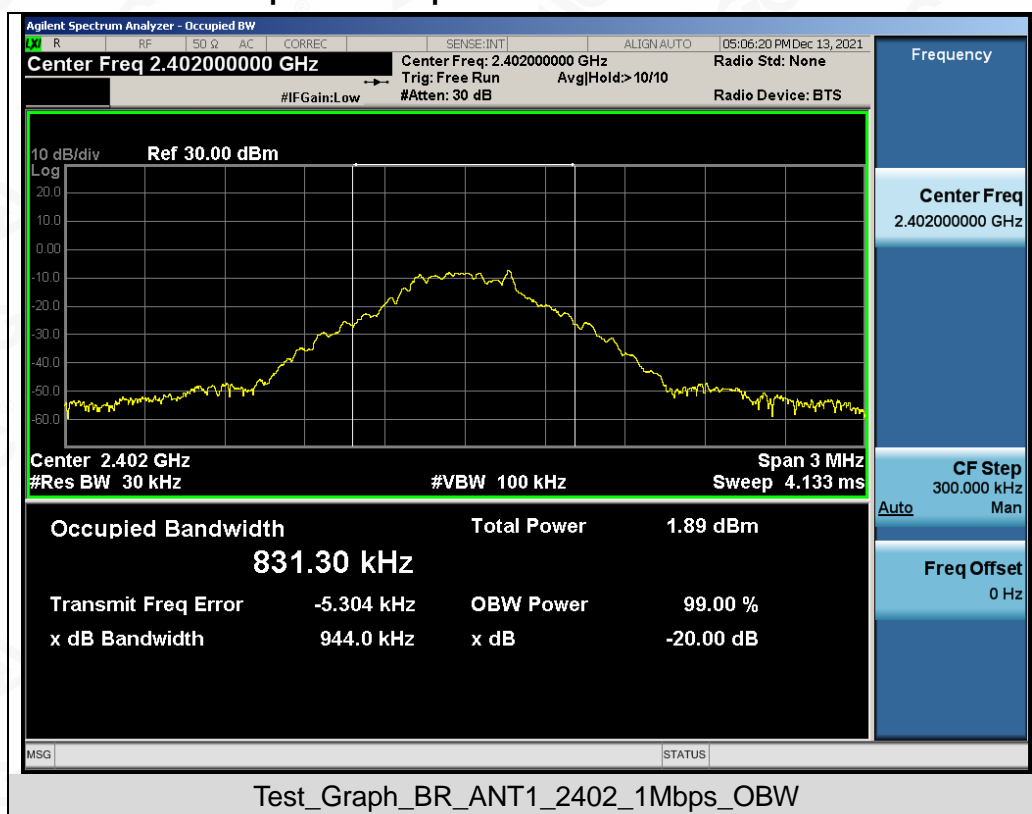 Agilent Spectrum Analyzer - Occupied BW
LXI R RF 50 Ω AC CORREC SENSE:INT ALIGN AUTO 05:06:20 PM Dec 13, 2021
Center Freq 2.402000000 GHz
#IFGain:Low
Center Freq: 2.402000000 GHz
Trig: Free Run Avg|Hold:> 10/10
#Atten: 30 dB
Radio Std: None
Radio Device: BTS
10 dB/div Ref 30.00 dBm
Log
20.0
10.0
0.00
-10.0
-20.0
-30.0
-40.0
-50.0
-60.0
Center 2.402 GHz Span 3 MHz
#Res BW 30 kHz #VBW 100 kHz Sweep 4.133 ms
Occupied Bandwidth Total Power 1.89 dBm
831.30 kHz
Transmit Freq Error -5.304 kHz OBW Power 99.00 %
x dB Bandwidth 944.0 kHz x dB -20.00 dB
Frequency
Center Freq
2.402000000 GHz
CF Step
300.000 kHz
Auto Man
Freq Offset
0 Hz
MSG STATUS
Test_Graph_BR_ANT1_2402_1Mbps_OBW